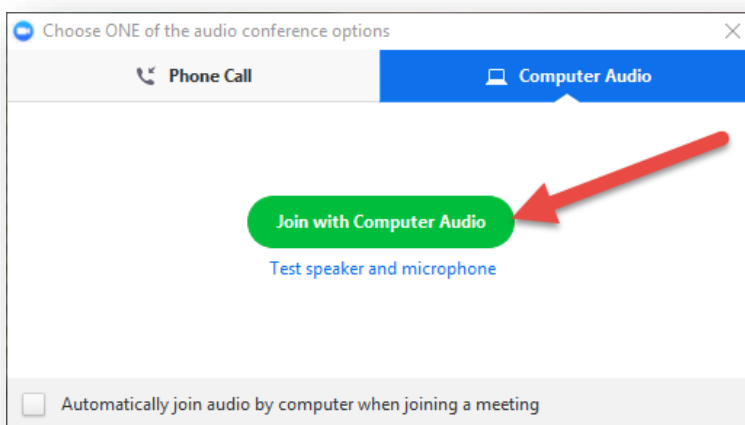 Choose ONE of the audio conference options
Phone Call
Computer Audio
Join with Computer Audio
Test speaker and microphone
Automatically join audio by computer when joining a meeting